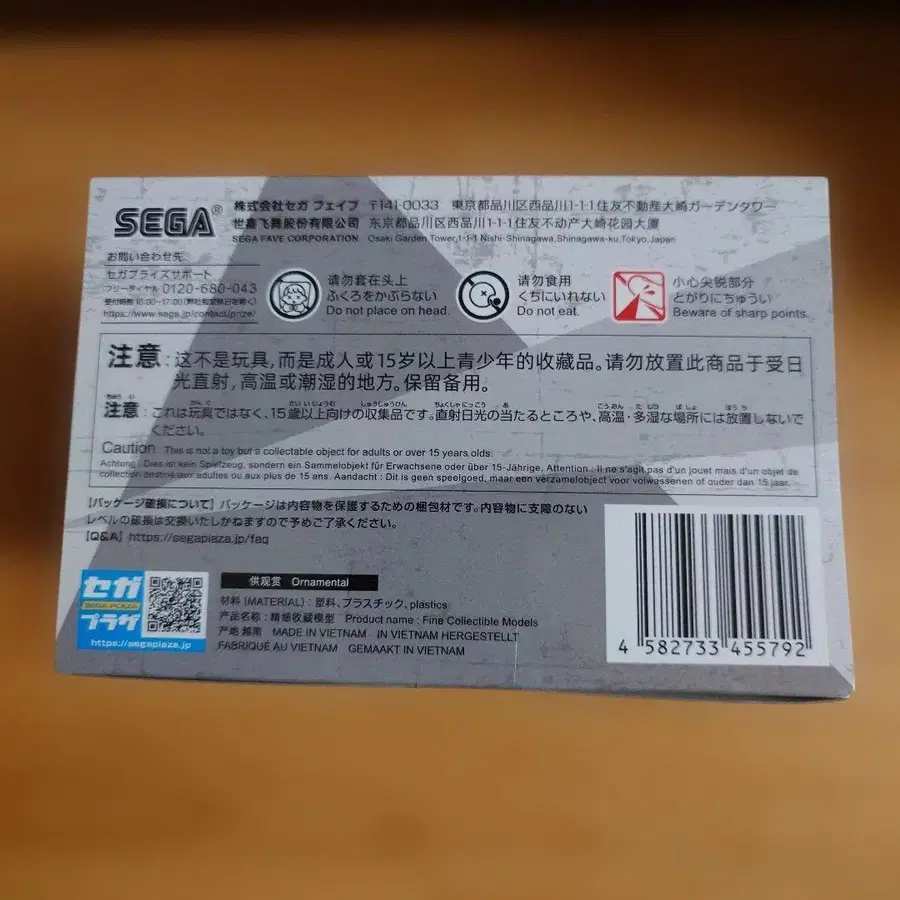 SEGA®
株式会社セガ フェイブ 〒141-0033 東京都品川区西品川1-1-1住友不動産大崎ガーデンタワー
世嘉飞舞股份有限公司 东京都品川区西品川1-1-1住友不动产大崎花园大厦
SEGA FAVE CORPORATION Osaki Garden Tower,1-1-1 Nishi-Shinagawa,Shinagawa-ku,Tokyo,Japan
お問い合わせ先
セガプライズサポート
フリーダイヤル 0120-680-043
受付時間 10:00~17:00(弊社指定休日を除く)
https://www.sega.jp/contact/prize/
请勿套在头上
ふくろをかぶらない
Do not place on head.
请勿食用
くちにいれない
Do not eat.
小心尖锐部分
とがりにちゅうい
Beware of sharp points.
注意:这不是玩具,而是成人或15岁以上青少年的收藏品。请勿放置此商品于受日
光直射,高温或潮湿的地方。保留备用。
注意:これは玩具ではなく、15歳以上向けの収集品です。直射日光の当たるところや、高温・多湿な場所には放置しないで
ください。
Caution : This is not a toy but a collectable object for adults or over 15 years olds.
Achtung : Dies ist kein Spielzeug, sondern ein Sammelobjekt für Erwachsene oder über 15-Jährige. Attention : Il ne s'agit pas d'un jouet mais d'un objet de
collection destiné aux adultes ou aux plus de 15 ans. Aandacht : Dit is geen speelgoed, maar een verzamelobject voor volwassenen of ouder dan 15 jaar.
【パッケージ破損について】パッケージは内容物を保護するための梱包材です。内容物に支障のない
レベルの破損は交換いたしかねますので予めご了承ください。
【Q&A】https://segaplaza.jp/faq
セガ
SEGA PLAZA
プラザ
https://segaplaza.jp
供观赏 Ornamental
材料 (MATERIAL) : 塑料、プラスチック、plastics
产品名称 : 精细收藏模型 Product name : Fine Collectible Models
产地 越南 MADE IN VIETNAM IN VIETNAM HERGESTELLT
FABRIQUÉ AU VIETNAM GEMAAKT IN VIETNAM
4 582733 455792